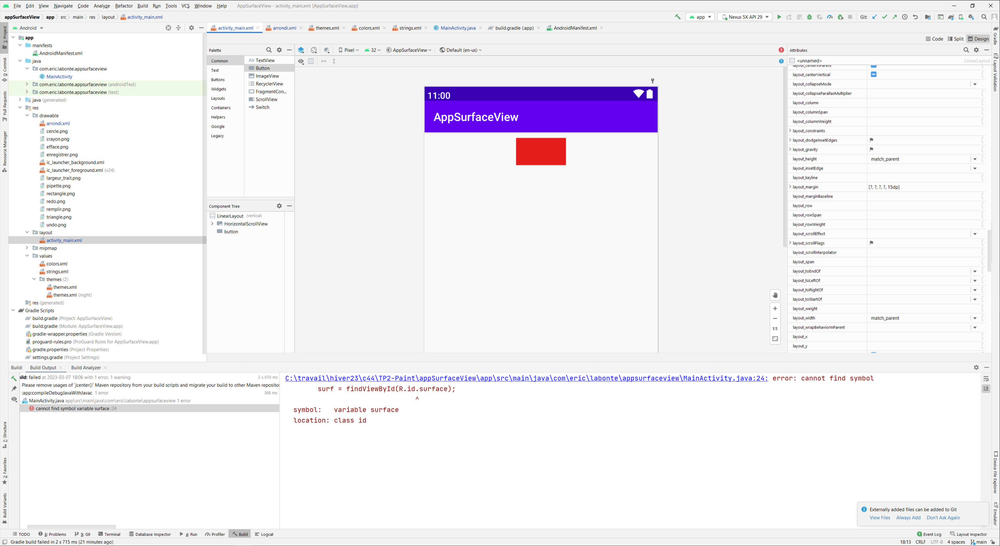 File Edit View Navigate Code Analyze Refactor Build Run Tools VCS Window Help AppSurfaceView - activity_main.xml [AppSurfaceView.app]
appSurfaceView app src main res layout activity_main.xml app Nexus 5X API 29 Git:
Android
activity_main.xml arrondi.xml themes.xml colors.xml strings.xml MainActivity.java build.gradle (:app) AndroidManifest.xml
Code Split Design
1: Project
0: Commit
Pull Requests
Resource Manager
7: Structure
2: Favorites
Build Variants
app
manifests
AndroidManifest.xml
java
com.eric.labonte.appsurfaceview
MainActivity
com.eric.labonte.appsurfaceview (androidTest)
com.eric.labonte.appsurfaceview (test)
java (generated)
res
drawable
arrondi.xml
cercle.png
crayon.png
efface.png
enregistrer.png
ic_launcher_background.xml
ic_launcher_foreground.xml (v24)
largeur_trait.png
pipette.png
rectangle.png
redo.png
remplir.png
triangle.png
undo.png
layout
activity_main.xml
mipmap
values
colors.xml
strings.xml
themes (2)
themes.xml
themes.xml (night)
res (generated)
Gradle Scripts
build.gradle (Project: AppSurfaceView)
build.gradle (Module: AppSurfaceView.app)
gradle-wrapper.properties (Gradle Version)
proguard-rules.pro (ProGuard Rules for AppSurfaceView.app)
gradle.properties (Project Properties)
settings.gradle (Project Settings)
Palette
Common
Text
Buttons
Widgets
Layouts
Containers
Helpers
Google
Legacy
Ab TextView
Button
ImageView
RecyclerView
FragmentCon...
ScrollView
Switch
Component Tree
LinearLayout (vertical)
HorizontalScrollView
button
Pixel 32 AppSurfaceView Default (en-us)
11:00
AppSurfaceView
1:1
Attributes
<unnamed> LinearLayout
layout_centerInParent
layout_centerVertical
layout_collapseMode
layout_collapseParallaxMultiplier
layout_column
layout_columnSpan
layout_columnWeight
layout_constraints
layout_dodgeInsetEdges
layout_gravity
layout_height match_parent
layout_insetEdge
layout_keyline
layout_margin [?, ?, ?, ?, 15dp]
layout_marginBaseline
layout_row
layout_rowSpan
layout_rowWeight
layout_scrollEffect
layout_scrollFlags
layout_scrollInterpolator
layout_span
layout_toEndOf
layout_toLeftOf
layout_toRightOf
layout_toStartOf
layout_weight
layout_width match_parent
layout_wrapBehaviorInParent
layout_x
layout_y
Gradle
Layout Validation
Device File Explorer
Emulator
Build: Build Output Build Analyzer
ild: failed at 2023-03-07 18:06 with 1 error, 1 warning 2 s 670 ms
Please remove usages of `jcenter()` Maven repository from your build scripts and migrate your build to other Maven reposito
:app:compileDebugJavaWithJavac 1 error 368 ms
MainActivity.java app\src\main\java\com\eric\labonte\appsurfaceview 1 error
cannot find symbol variable surface :24
C:\travail\hiver23\c44\TP2-Paint\appSurfaceView\app\src\main\java\com\eric\labonte\appsurfaceview\MainActivity.java:24: error: cannot find symbol
surf = findViewById(R.id.surface);
^
symbol: variable surface
location: class id
Externally added files can be added to Git
View Files Always Add Don't Ask Again
TODO 6: Problems 9: Git Terminal Database Inspector 4: Run Profiler Build Logcat 1 Event Log Layout Inspector
Gradle build failed in 2 s 715 ms (21 minutes ago) 18:13 CRLF UTF-8 4 spaces main